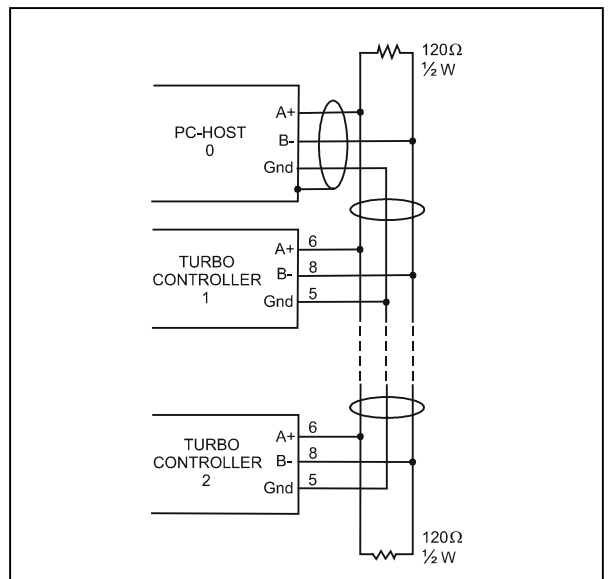 120Ω
½ W
PC-HOST
0
A+
B-
Gnd
TURBO
CONTROLLER
1
A+ 6
B- 8
Gnd 5
TURBO
CONTROLLER
2
A+ 6
B- 8
Gnd 5
120Ω
½ W